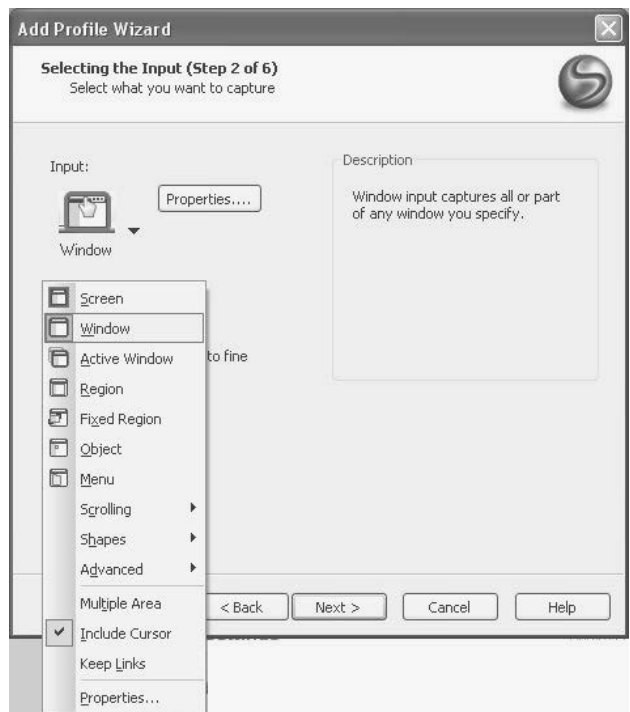 Add Profile Wizard
Selecting the Input (Step 2 of 6)
Select what you want to capture
Input:
Properties....
Window
Description
Window input captures all or part
of any window you specify.
Screen
Window
Active Window
to fine
Region
Fixed Region
Object
Menu
Scrolling
Shapes
Advanced
Multiple Area
Include Cursor
Keep Links
Properties...
< Back
Next >
Cancel
Help